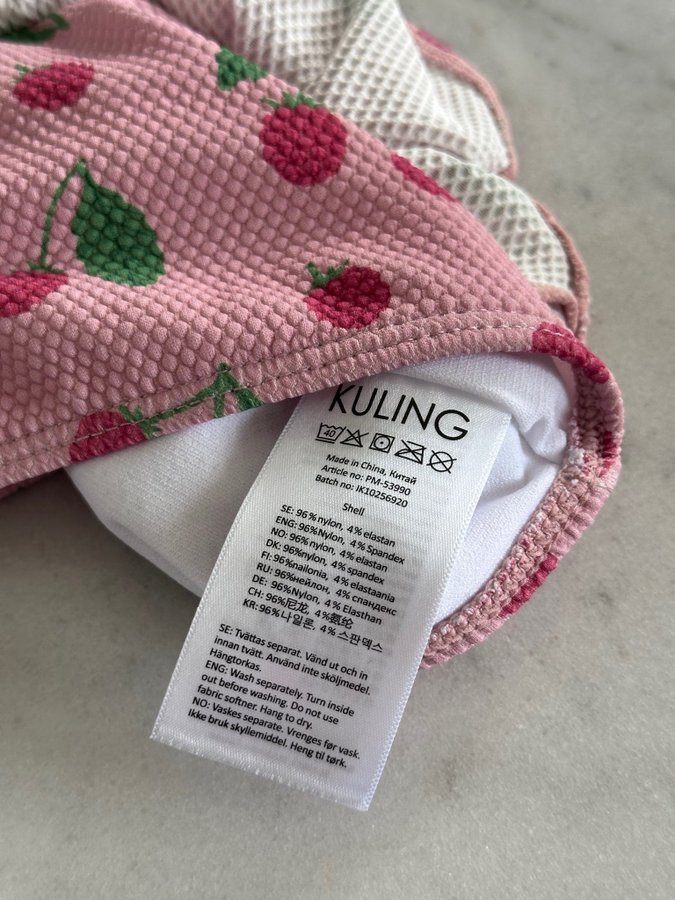 KULING
40
Made in China, Китай
Article no: PM-53990
Batch no: IK10256920
Shell
SE: 96%nylon, 4% elastan
ENG: 96%Nylon, 4% Spandex
NO: 96%nylon, 4% elastan
DK: 96%nylon, 4% spandex
FI: 96%nailonia, 4% elastaania
RU: 96%нейлон, 4% спандекс
DE: 96%Nylon, 4% Elasthan
CH: 96%尼龙, 4%氨纶
KR: 96%나일론, 4% 스판덱스
SE: Tvättas separat. Vänd ut och in
innan tvätt. Använd inte sköljmedel.
Hängtorkas.
ENG: Wash separately. Turn inside
out before washing. Do not use
fabric softner. Hang to dry.
NO: Vaskes separate. Vrenges før vask.
Ikke bruk skyllemiddel. Heng til tørk.